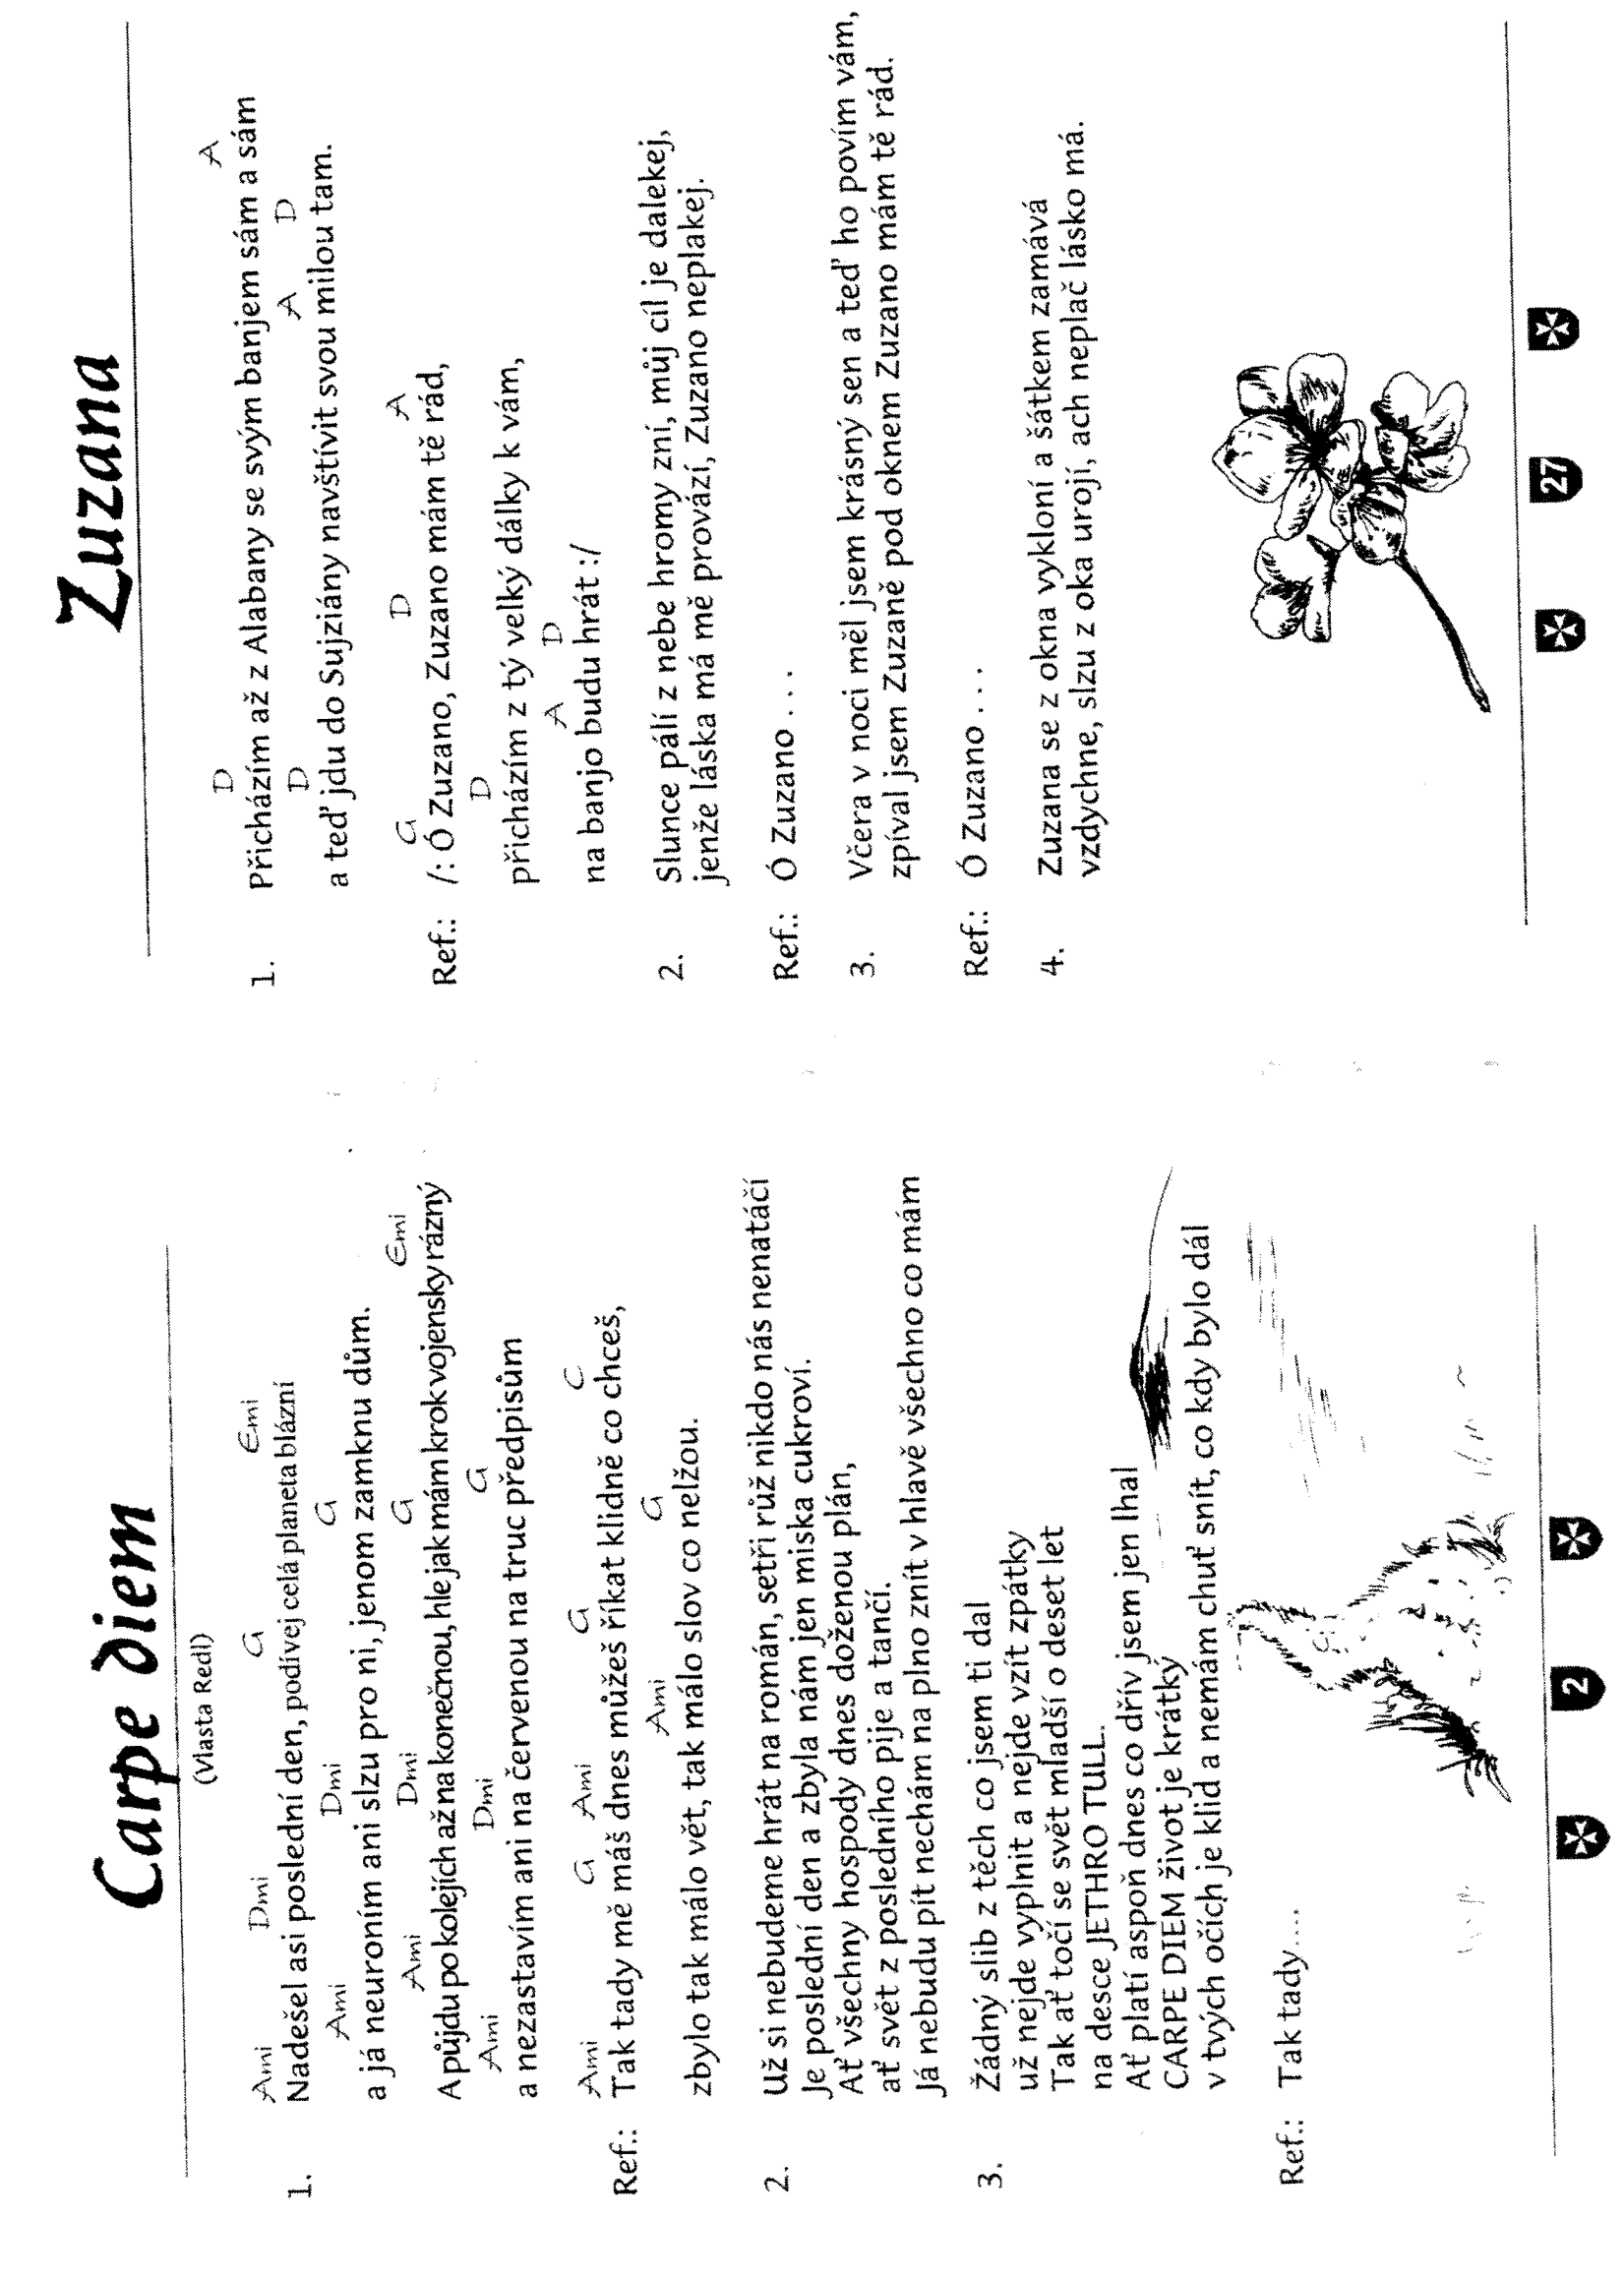 Carpe diem
(Vlasta Redl)
Ami Dmi G Emi
1. Nadešel asi poslední den, podívej celá planeta blázní
Ami Dmi G
a já neuroním ani slzu pro ni, jenom zamknu dům.
Ami Dmi G Emi
A půjdu po kolejích až na konečnou, hle jak mám krok vojensky rázný
Ami Dmi G
a nezastavím ani na červenou na truc předpisům
Ami G Ami G C
Ref.: Tak tady mě máš dnes můžeš říkat klidně co chceš,
Ami G
zbylo tak málo vět, tak málo slov co nelžou.
2. Už si nebudeme hrát na román, setři růž nikdo nás nenatáčí
Je poslední den a zbyla nám jen miska cukroví.
Ať všechny hospody dnes doženou plán,
ať svět z posledního pije a tančí.
Já nebudu pít nechám na plno znít v hlavě všechno co mám
3. Žádný slib z těch co jsem ti dal
už nejde vyplnit a nejde vzít zpátky
Tak ať točí se svět mladší o deset let
na desce JETHRO TULL.
Ať platí aspoň dnes co dřív jsem jen lhal
CARPE DIEM život je krátký
v tvých očích je klid a nemám chuť snít, co kdy bylo dál
Ref.: Tak tady....
2
Zuzana
D A
1. Přicházím až z Alabany se svým banjem sám a sám
D A D
a teď jdu do Sujziány navštívit svou milou tam.
G D A
Ref.: /: Ó Zuzano, Zuzano mám tě rád,
D
přicházím z tý velký dálky k vám,
A D
na banjo budu hrát :/
2. Slunce pálí z nebe hromy zní, můj cíl je dalekej,
jenže láska má mě provází, Zuzano neplakej.
Ref.: Ó Zuzano . . .
3. Včera v noci měl jsem krásný sen a teď ho povím vám,
zpíval jsem Zuzaně pod oknem Zuzano mám tě rád.
Ref.: Ó Zuzano . . .
4. Zuzana se z okna vykloní a šátkem zamává
vzdychne, slzu z oka urojí, ach neplač lásko má.
27